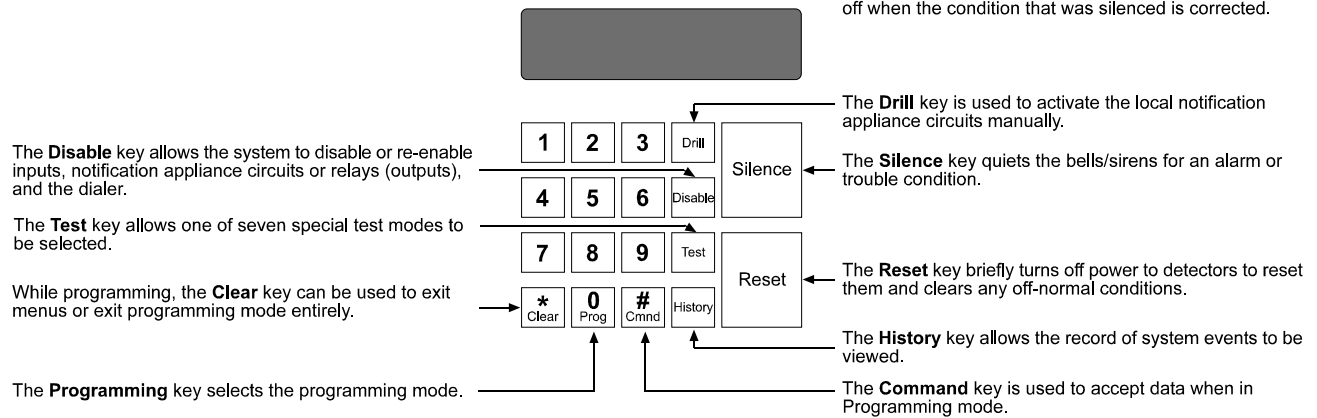 off when the condition that was silenced is corrected.
The Drill key is used to activate the local notification
appliance circuits manually.
The Disable key allows the system to disable or re-enable
inputs, notification appliance circuits or relays (outputs),
and the dialer.
The Silence key quiets the bells/sirens for an alarm or
trouble condition.
The Test key allows one of seven special test modes to
be selected.
While programming, the Clear key can be used to exit
menus or exit programming mode entirely.
The Reset key briefly turns off power to detectors to reset
them and clears any off-normal conditions.
The History key allows the record of system events to be
viewed.
The Programming key selects the programming mode.
The Command key is used to accept data when in
Programming mode.
1 2 3 Drill
Silence
4 5 6 Disable
7 8 9 Test
Reset
* 0 # History
Clear Prog Cmnd